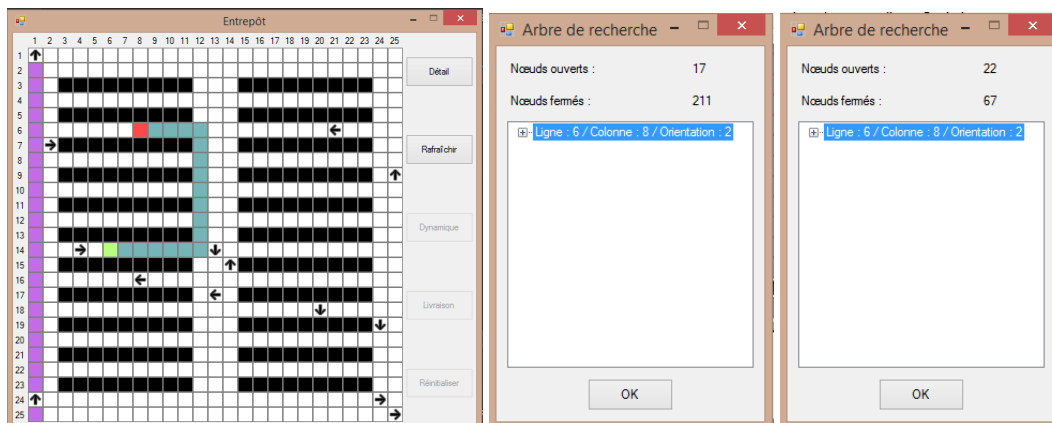 Entrepôt
1 2 3 4 5 6 7 8 9 10 11 12 13 14 15 16 17 18 19 20 21 22 23 24 25
1
2
3
4
5
6
7
8
9
10
11
12
13
14
15
16
17
18
19
20
21
22
23
24
25
Détail
Rafraîchir
Dynamique
Livraison
Réinitialiser
Arbre de recherche
Nœuds ouverts : 17
Nœuds fermés : 211
Ligne : 6 / Colonne : 8 / Orientation : 2
OK
Arbre de recherche
Nœuds ouverts : 22
Nœuds fermés : 67
Ligne : 6 / Colonne : 8 / Orientation : 2
OK